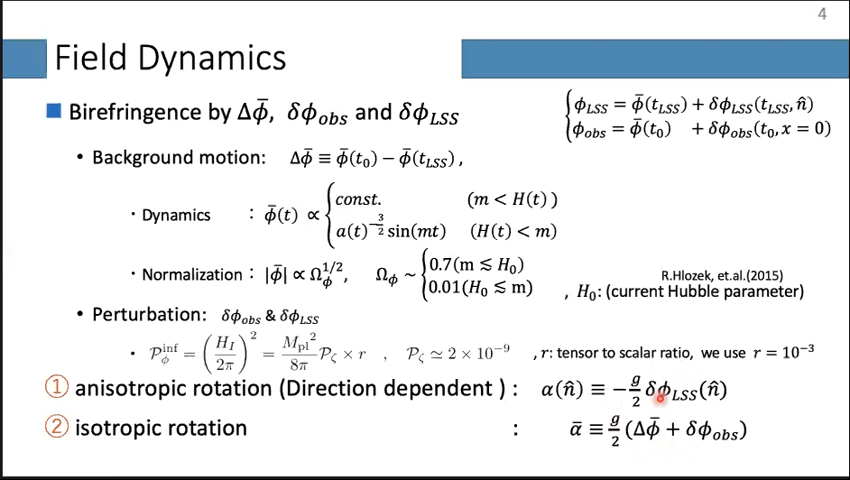 4
Field Dynamics
Birefringence by Δϕ̄, δϕ_obs and δϕ_LSS
{ϕ_LSS = ϕ̄(t_LSS) + δϕ_LSS(t_LSS, n̂)
ϕ_obs = ϕ̄(t_0) + δϕ_obs(t_0, x = 0)
• Background motion: Δϕ̄ ≡ ϕ̄(t_0) − ϕ̄(t_LSS) ,
・Dynamics : ϕ̄(t) ∝ {const. (m < H(t))
a(t)^{-3/2} sin(mt) (H(t) < m)
・Normalization : |ϕ̄| ∝ Ω_ϕ^{1/2}, Ω_ϕ ~ {0.7(m ≲ H_0)
0.01(H_0 ≲ m)
R.Hlozek, et.al.(2015)
, H_0: (current Hubble parameter)
• Perturbation: δϕ_obs & δϕ_LSS
• P_ϕ^inf = (H_I/2π)^2 = M_pl^2/8π P_ζ × r , P_ζ ≃ 2 × 10^{-9} , r: tensor to scalar ratio, we use r = 10^{-3}
① anisotropic rotation (Direction dependent ) : α(n̂) ≡ −g/2 δϕ_LSS(n̂)
② isotropic rotation : ᾱ ≡ g/2 (Δϕ̄ + δϕ_obs)